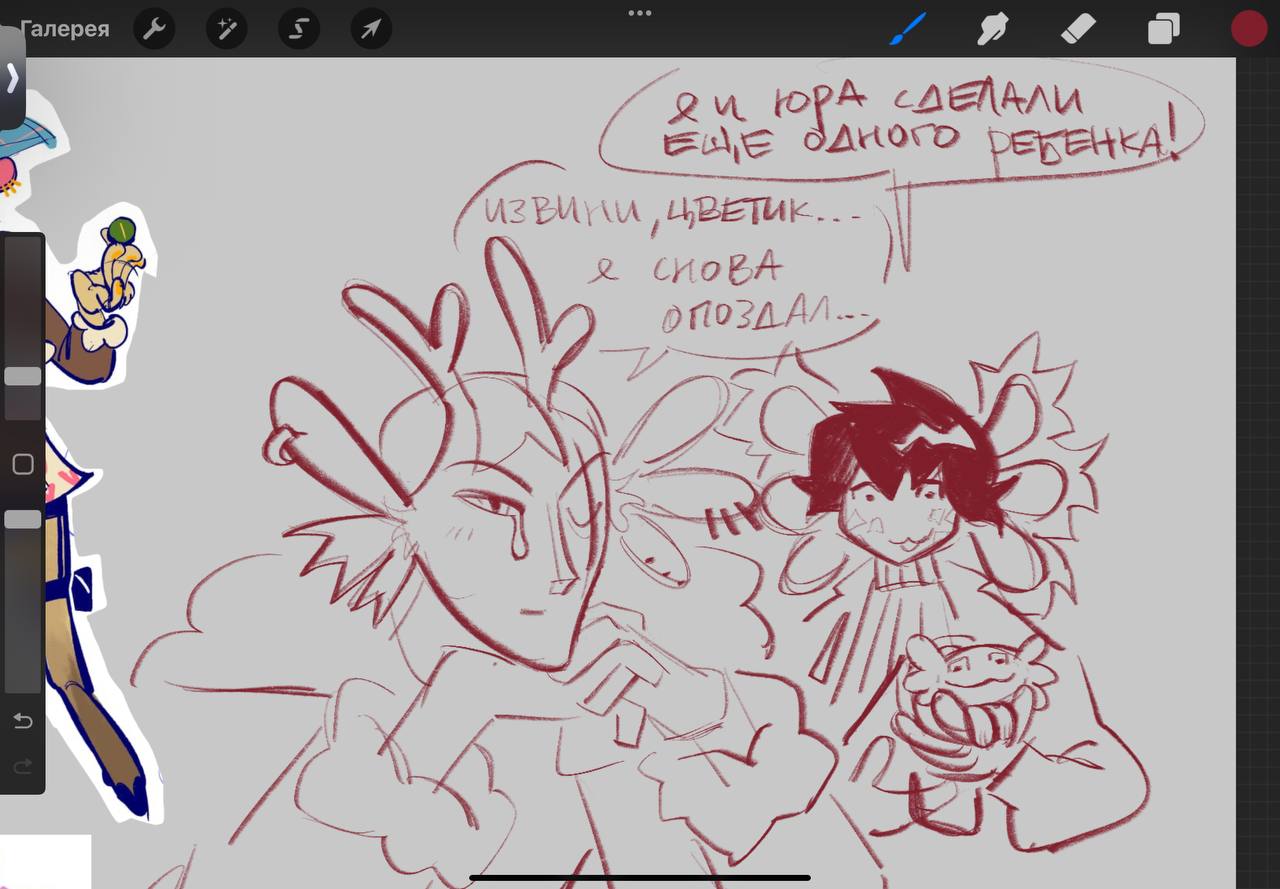 Галерея
Я И ЮРА СДЕЛАЛИ
ЕЩЕ ОДНОГО РЕБЕНКА!
ИЗВИНИ, ЦВЕТИК...
Я СНОВА
ОПОЗДАЛ...